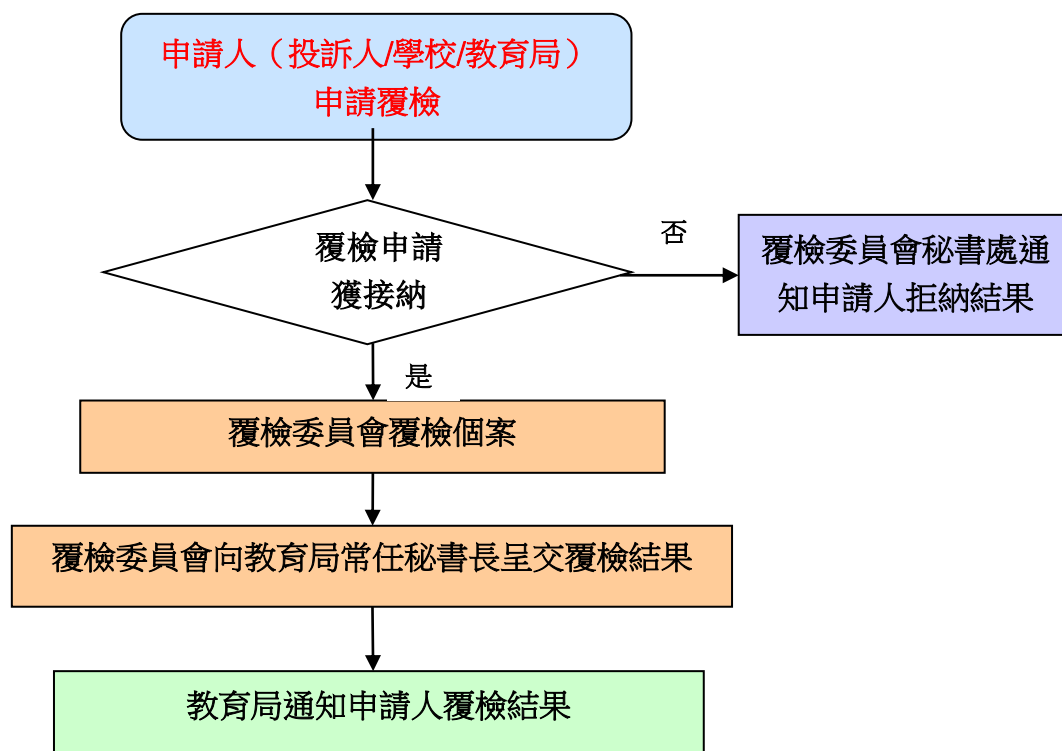 申請人（投訴人/學校/教育局）
申請覆檢
覆檢申請
獲接納
否
覆檢委員會秘書處通
知申請人拒納結果
是
覆檢委員會覆檢個案
覆檢委員會向教育局常任秘書長呈交覆檢結果
教育局通知申請人覆檢結果